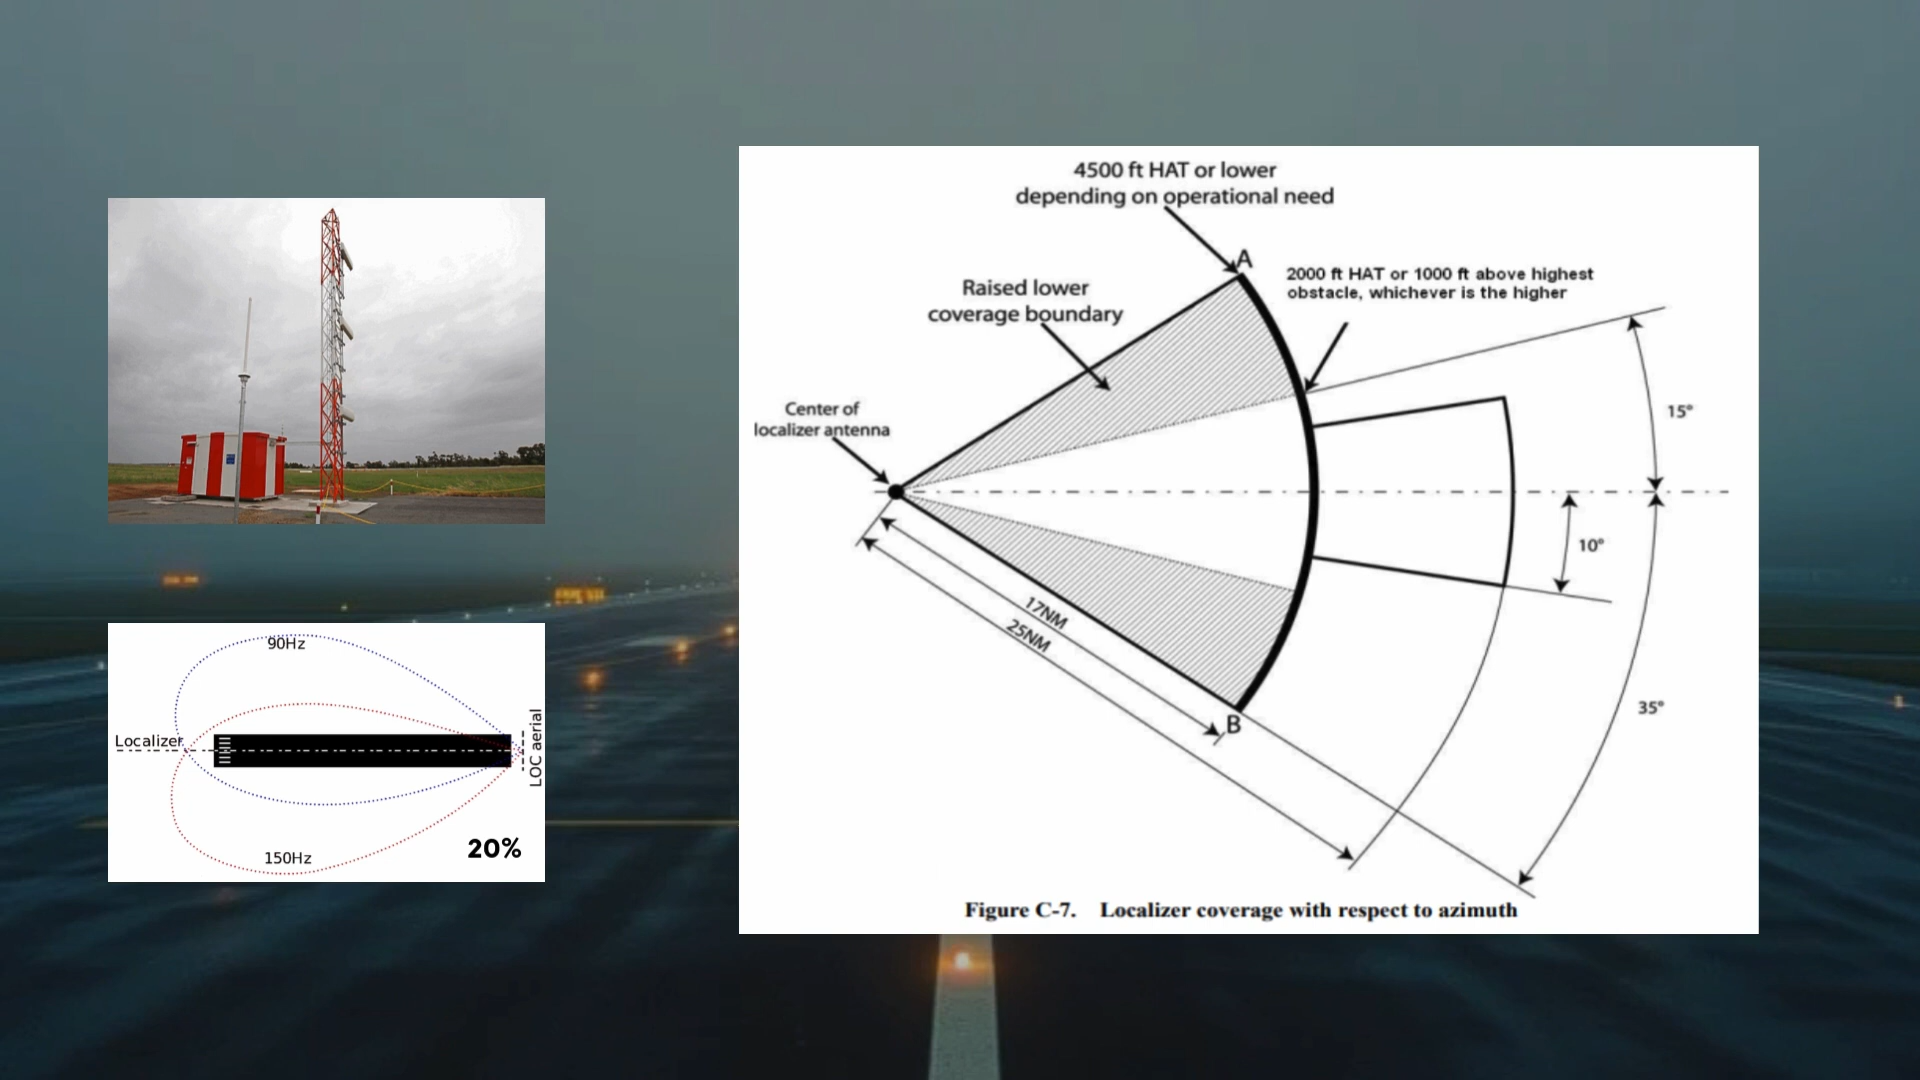 90Hz
Localizer
LOC aerial
150Hz
20%
4500 ft HAT or lower
depending on operational need
2000 ft HAT or 1000 ft above highest
obstacle, whichever is the higher
Raised lower
coverage boundary
Center of
localizer antenna
A
15°
10°
17NM
25NM
B
35°
Figure C-7. Localizer coverage with respect to azimuth